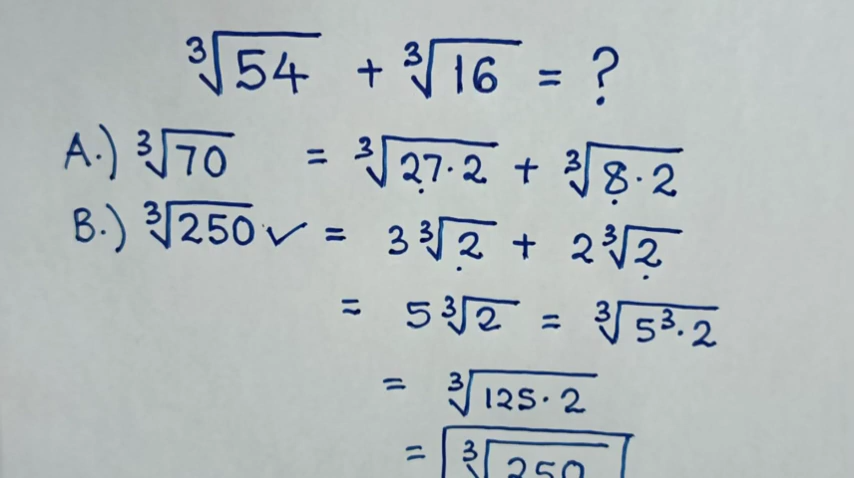 ∛54 + ∛16 = ?
A.) ∛70 = ∛27·2 + ∛8·2
B.) ∛250 ✓ = 3∛2 + 2∛2
= 5∛2 = ∛5³·2
= ∛125·2
= ∛250